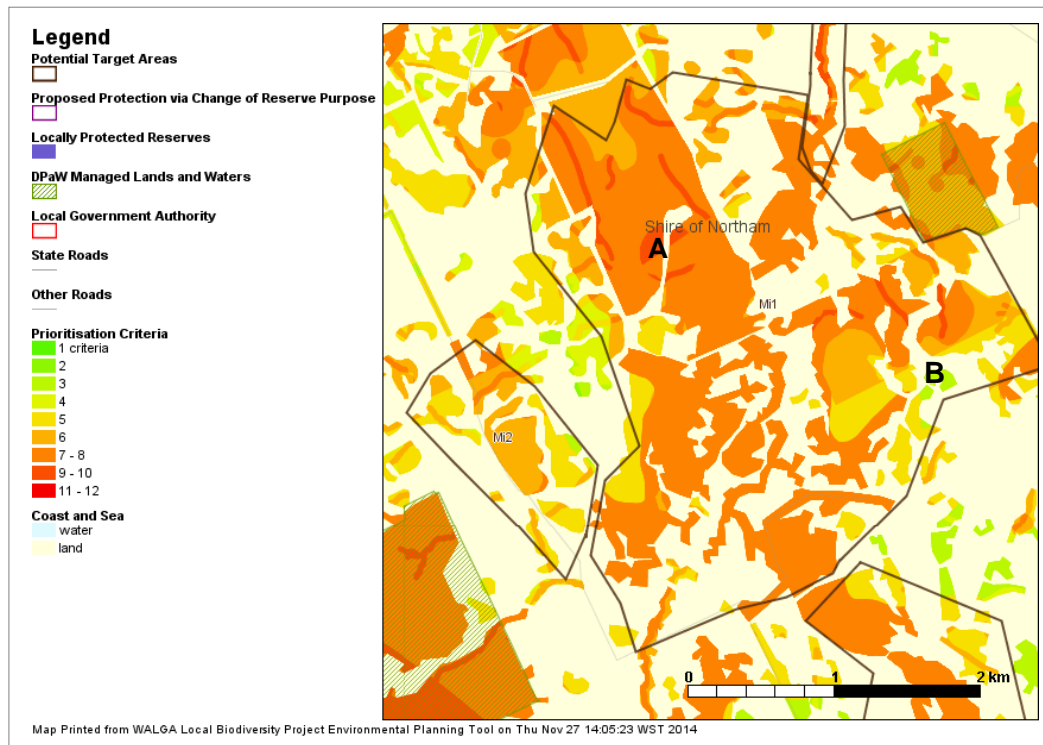 Legend
Potential Target Areas
Proposed Protection via Change of Reserve Purpose
Locally Protected Reserves
DPaW Managed Lands and Waters
Local Government Authority
State Roads
Other Roads
Prioritisation Criteria
1 criteria
2
3
4
5
6
7 - 8
9 - 10
11 - 12
Coast and Sea
water
land
Shire of Northam
A
Mi1
B
Mi2
0 1 2 km
Map Printed from WALGA Local Biodiversity Project Environmental Planning Tool on Thu Nov 27 14:05:23 WST 2014